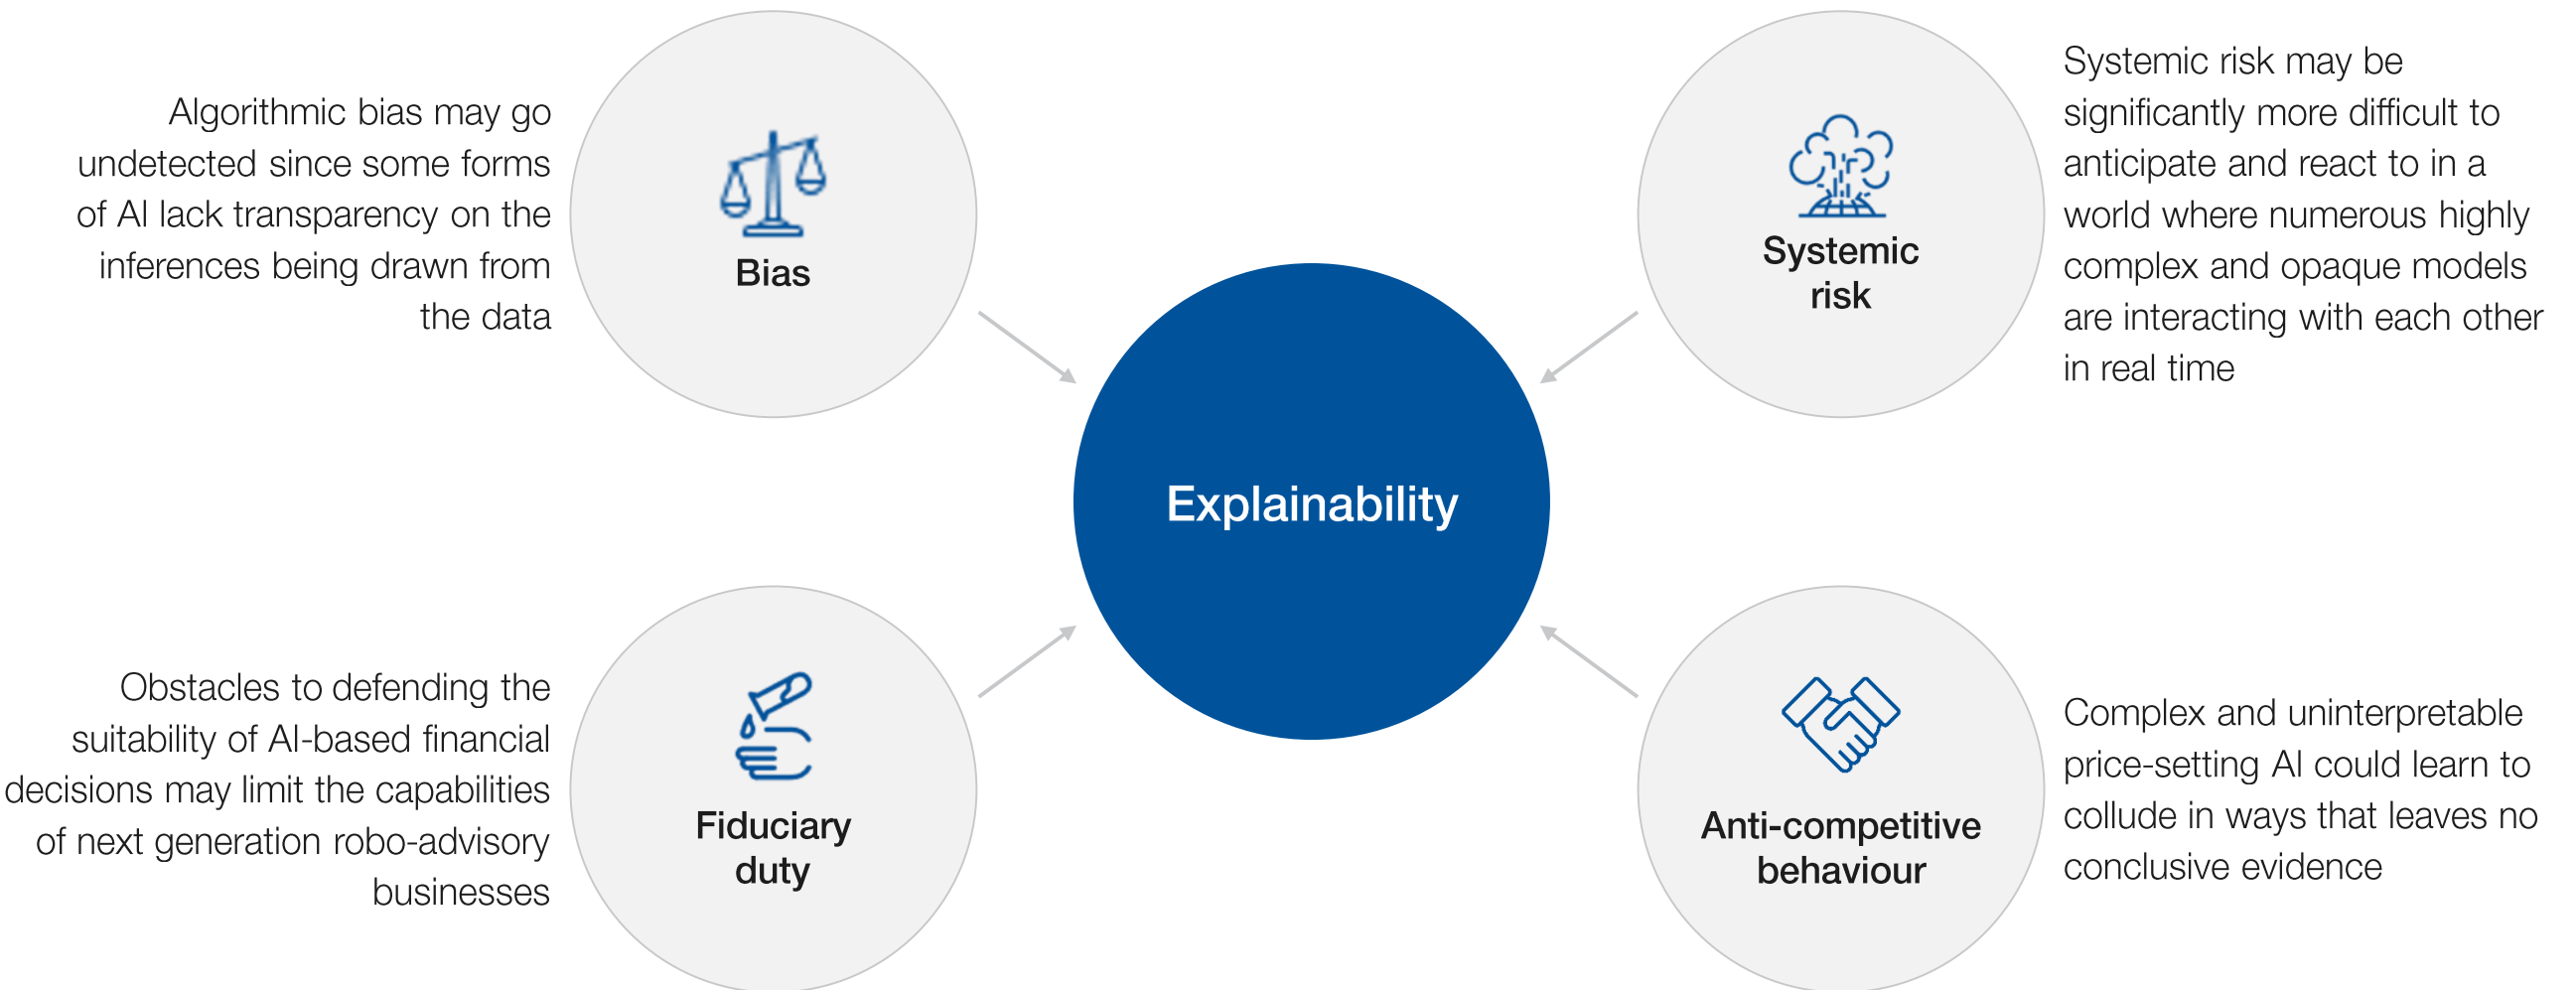 Algorithmic bias may go
undetected since some forms
of AI lack transparency on the
inferences being drawn from
the data
Bias
Systemic
risk
Systemic risk may be
significantly more difficult to
anticipate and react to in a
world where numerous highly
complex and opaque models
are interacting with each other
in real time
Explainability
Obstacles to defending the
suitability of AI-based financial
decisions may limit the capabilities
of next generation robo-advisory
businesses
Fiduciary
duty
Anti-competitive
behaviour
Complex and uninterpretable
price-setting AI could learn to
collude in ways that leaves no
conclusive evidence